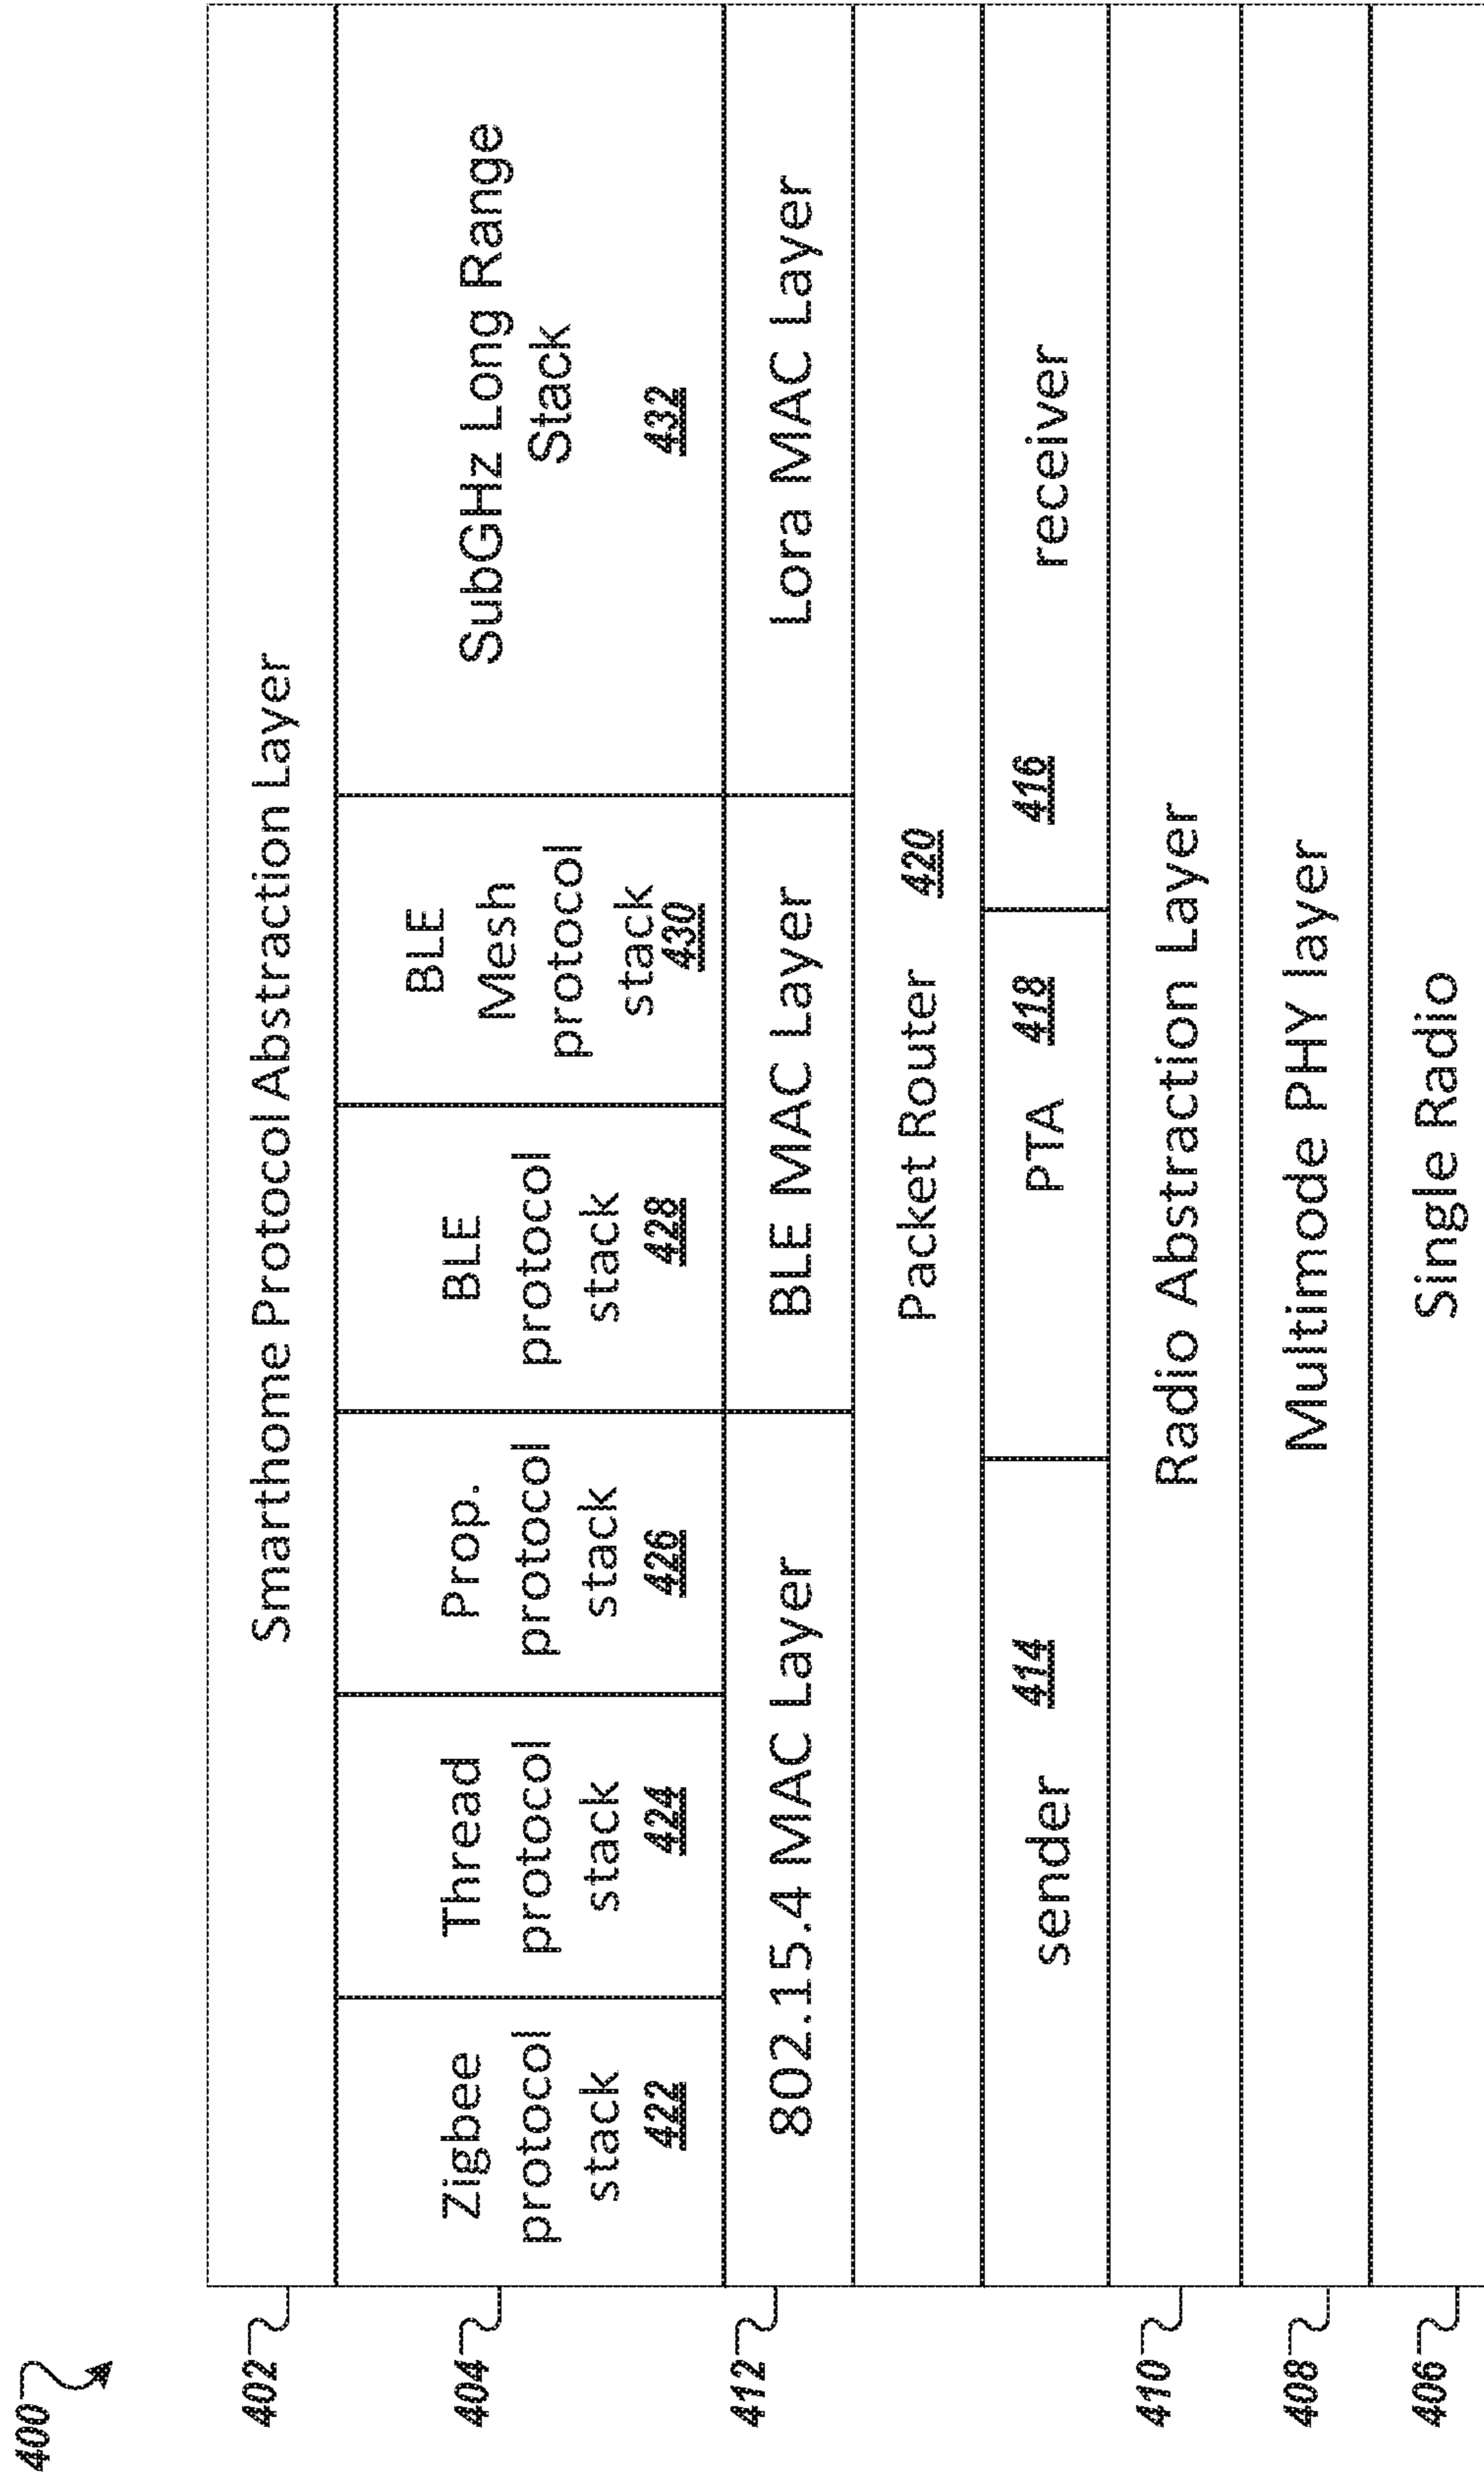 400
402
Smarthome Protocol Abstraction Layer
404
Zigbee
protocol
stack
422
Thread
protocol
stack
424
Prop.
protocol
stack
426
BLE
protocol
stack
428
BLE
Mesh
protocol
stack
430
SubGHz Long Range
Stack
432
412
802.15.4 MAC Layer
BLE MAC Layer
Lora MAC Layer
Packet Router 420
sender 414
PTA 418
416 receiver
410
Radio Abstraction Layer
408
Multimode PHY layer
406
Single Radio